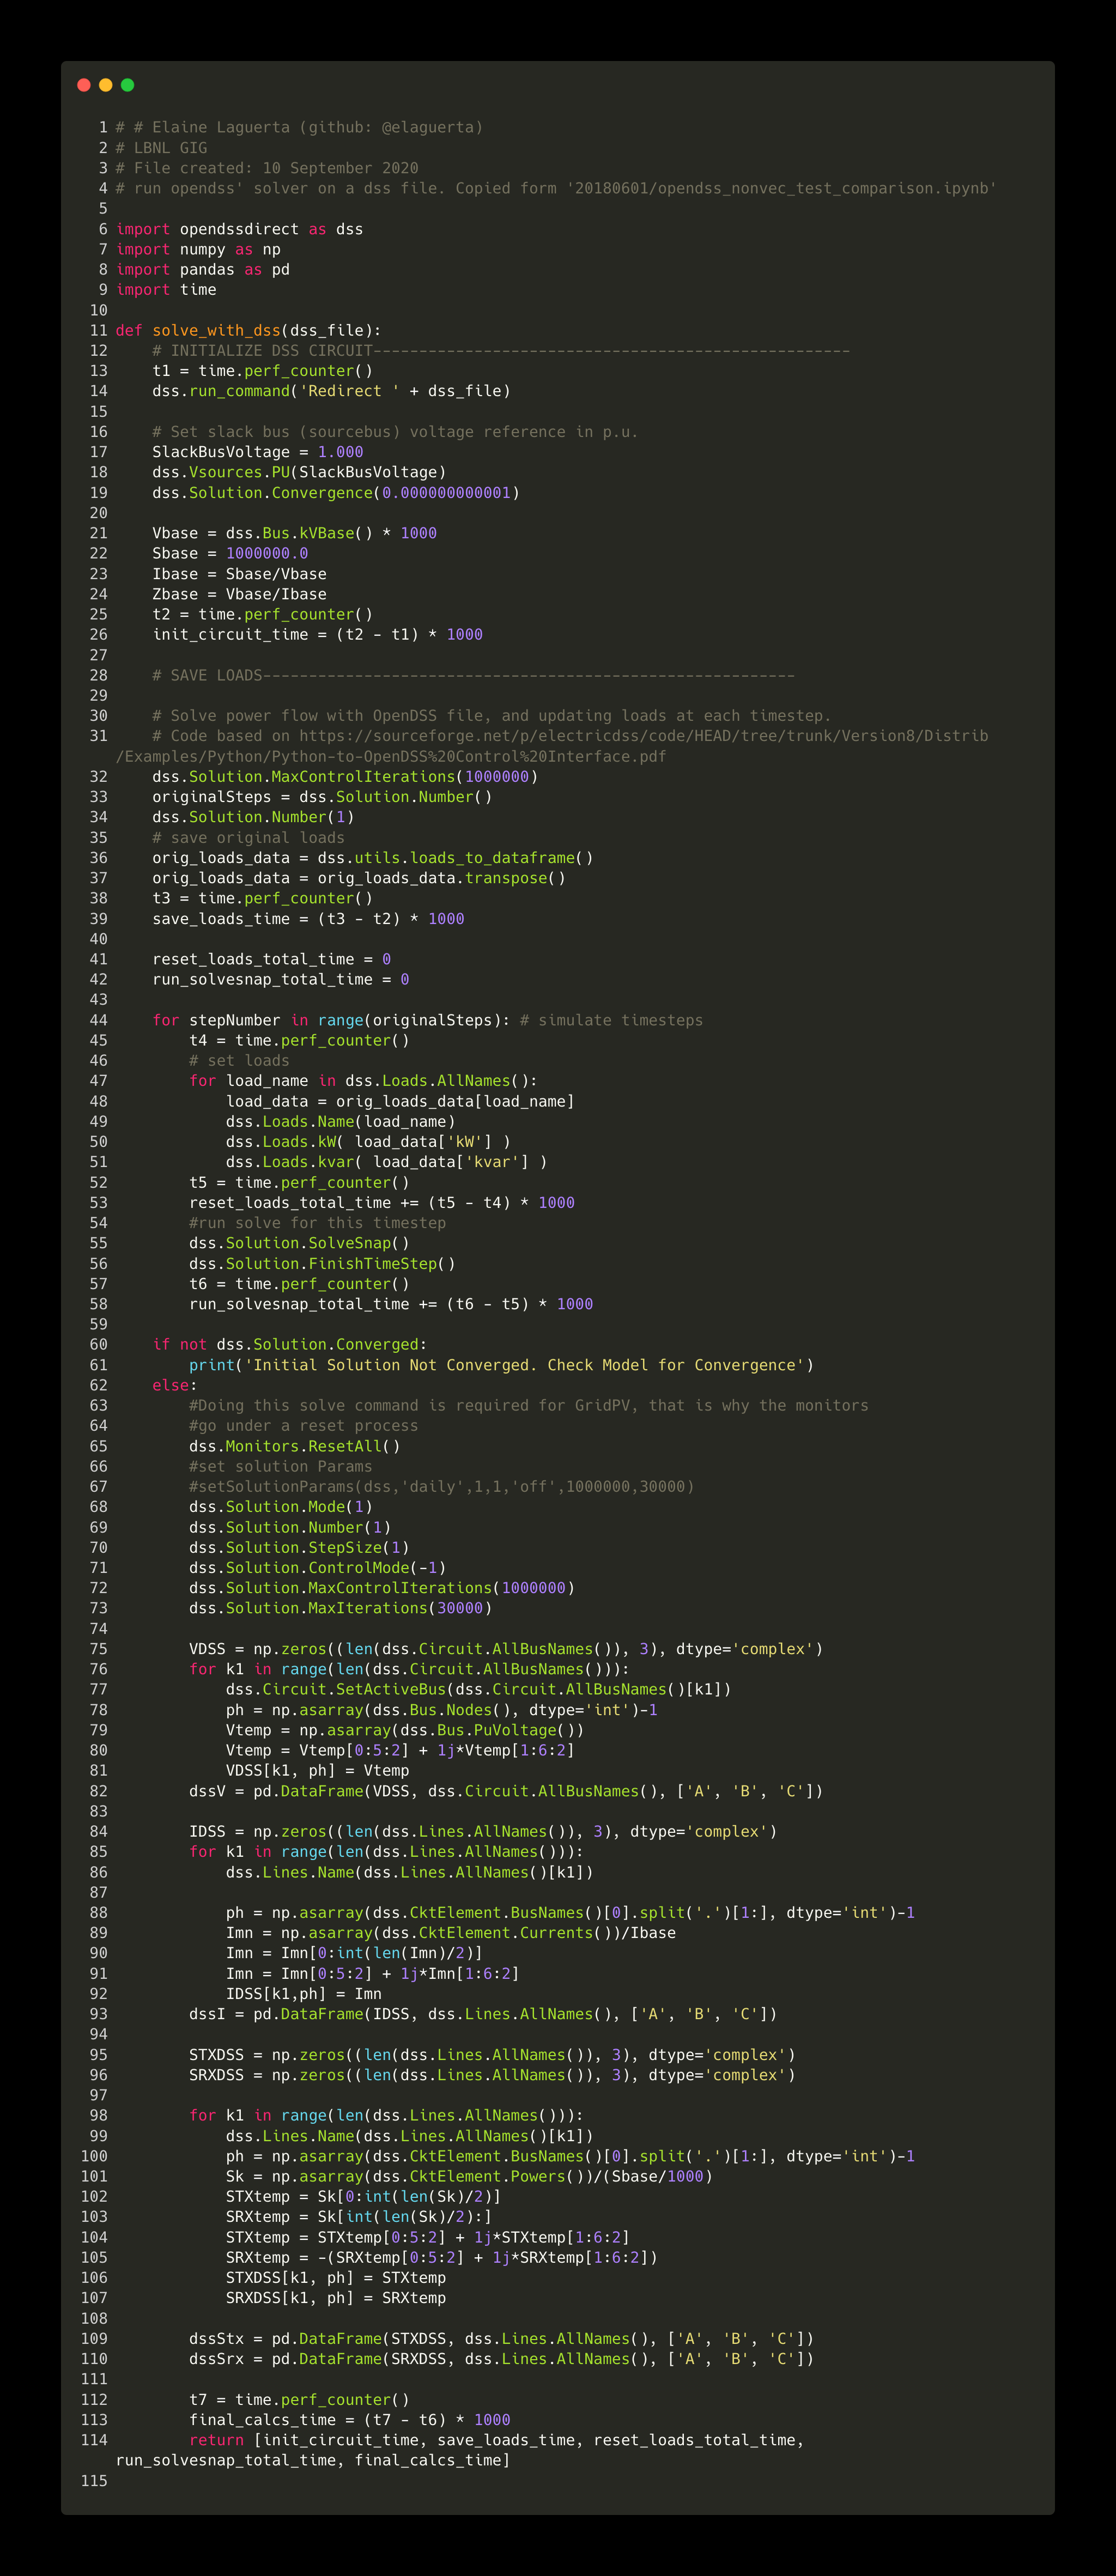 1 # # Elaine Laguerta (github: @elaguerta)
2 # LBNL GIG
3 # File created: 10 September 2020
4 # run opendss' solver on a dss file. Copied form '20180601/opendss_nonvec_test_comparison.ipynb'
5
6 import opendssdirect as dss
7 import numpy as np
8 import pandas as pd
9 import time
10
11 def solve_with_dss(dss_file):
12     # INITIALIZE DSS CIRCUIT----------------------------------------------------
13     t1 = time.perf_counter()
14     dss.run_command('Redirect ' + dss_file)
15
16     # Set slack bus (sourcebus) voltage reference in p.u.
17     SlackBusVoltage = 1.000
18     dss.Vsources.PU(SlackBusVoltage)
19     dss.Solution.Convergence(0.000000000001)
20
21     Vbase = dss.Bus.kVBase() * 1000
22     Sbase = 1000000.0
23     Ibase = Sbase/Vbase
24     Zbase = Vbase/Ibase
25     t2 = time.perf_counter()
26     init_circuit_time = (t2 - t1) * 1000
27
28     # SAVE LOADS----------------------------------------------------------
29
30     # Solve power flow with OpenDSS file, and updating loads at each timestep.
31     # Code based on https://sourceforge.net/p/electricdss/code/HEAD/tree/trunk/Version8/Distrib
/Examples/Python/Python-to-OpenDSS%20Control%20Interface.pdf
32     dss.Solution.MaxControlIterations(1000000)
33     originalSteps = dss.Solution.Number()
34     dss.Solution.Number(1)
35     # save original loads
36     orig_loads_data = dss.utils.loads_to_dataframe()
37     orig_loads_data = orig_loads_data.transpose()
38     t3 = time.perf_counter()
39     save_loads_time = (t3 - t2) * 1000
40
41     reset_loads_total_time = 0
42     run_solvesnap_total_time = 0
43
44     for stepNumber in range(originalSteps): # simulate timesteps
45         t4 = time.perf_counter()
46         # set loads
47         for load_name in dss.Loads.AllNames():
48             load_data = orig_loads_data[load_name]
49             dss.Loads.Name(load_name)
50             dss.Loads.kW( load_data['kW'] )
51             dss.Loads.kvar( load_data['kvar'] )
52         t5 = time.perf_counter()
53         reset_loads_total_time += (t5 - t4) * 1000
54         #run solve for this timestep
55         dss.Solution.SolveSnap()
56         dss.Solution.FinishTimeStep()
57         t6 = time.perf_counter()
58         run_solvesnap_total_time += (t6 - t5) * 1000
59
60     if not dss.Solution.Converged:
61         print('Initial Solution Not Converged. Check Model for Convergence')
62     else:
63         #Doing this solve command is required for GridPV, that is why the monitors
64         #go under a reset process
65         dss.Monitors.ResetAll()
66         #set solution Params
67         #setSolutionParams(dss,'daily',1,1,'off',1000000,30000)
68         dss.Solution.Mode(1)
69         dss.Solution.Number(1)
70         dss.Solution.StepSize(1)
71         dss.Solution.ControlMode(-1)
72         dss.Solution.MaxControlIterations(1000000)
73         dss.Solution.MaxIterations(30000)
74
75         VDSS = np.zeros((len(dss.Circuit.AllBusNames()), 3), dtype='complex')
76         for k1 in range(len(dss.Circuit.AllBusNames())):
77             dss.Circuit.SetActiveBus(dss.Circuit.AllBusNames()[k1])
78             ph = np.asarray(dss.Bus.Nodes(), dtype='int')-1
79             Vtemp = np.asarray(dss.Bus.PuVoltage())
80             Vtemp = Vtemp[0:5:2] + 1j*Vtemp[1:6:2]
81             VDSS[k1, ph] = Vtemp
82         dssV = pd.DataFrame(VDSS, dss.Circuit.AllBusNames(), ['A', 'B', 'C'])
83
84         IDSS = np.zeros((len(dss.Lines.AllNames()), 3), dtype='complex')
85         for k1 in range(len(dss.Lines.AllNames())):
86             dss.Lines.Name(dss.Lines.AllNames()[k1])
87
88             ph = np.asarray(dss.CktElement.BusNames()[0].split('.')[1:], dtype='int')-1
89             Imn = np.asarray(dss.CktElement.Currents())/Ibase
90             Imn = Imn[0:int(len(Imn)/2)]
91             Imn = Imn[0:5:2] + 1j*Imn[1:6:2]
92             IDSS[k1,ph] = Imn
93         dssI = pd.DataFrame(IDSS, dss.Lines.AllNames(), ['A', 'B', 'C'])
94
95         STXDSS = np.zeros((len(dss.Lines.AllNames()), 3), dtype='complex')
96         SRXDSS = np.zeros((len(dss.Lines.AllNames()), 3), dtype='complex')
97
98         for k1 in range(len(dss.Lines.AllNames())):
99             dss.Lines.Name(dss.Lines.AllNames()[k1])
100             ph = np.asarray(dss.CktElement.BusNames()[0].split('.')[1:], dtype='int')-1
101             Sk = np.asarray(dss.CktElement.Powers())/(Sbase/1000)
102             STXtemp = Sk[0:int(len(Sk)/2)]
103             SRXtemp = Sk[int(len(Sk)/2):]
104             STXtemp = STXtemp[0:5:2] + 1j*STXtemp[1:6:2]
105             SRXtemp = -(SRXtemp[0:5:2] + 1j*SRXtemp[1:6:2])
106             STXDSS[k1, ph] = STXtemp
107             SRXDSS[k1, ph] = SRXtemp
108
109         dssStx = pd.DataFrame(STXDSS, dss.Lines.AllNames(), ['A', 'B', 'C'])
110         dssSrx = pd.DataFrame(SRXDSS, dss.Lines.AllNames(), ['A', 'B', 'C'])
111
112         t7 = time.perf_counter()
113         final_calcs_time = (t7 - t6) * 1000
114         return [init_circuit_time, save_loads_time, reset_loads_total_time,
run_solvesnap_total_time, final_calcs_time]
115